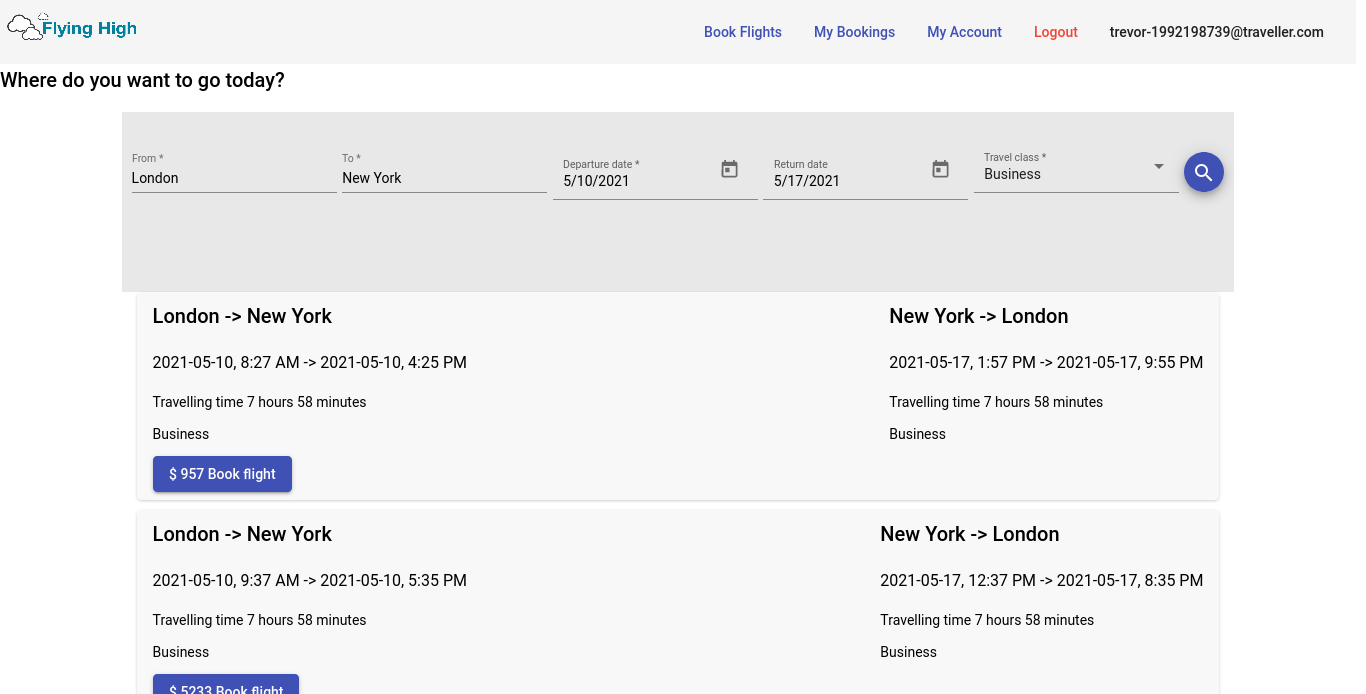 Flying High
Book Flights My Bookings My Account Logout trevor-1992198739@traveller.com
Where do you want to go today?
From * To * Departure date * Return date Travel class *
London New York 5/10/2021 5/17/2021 Business
London -> New York New York -> London
2021-05-10, 8:27 AM -> 2021-05-10, 4:25 PM 2021-05-17, 1:57 PM -> 2021-05-17, 9:55 PM
Travelling time 7 hours 58 minutes Travelling time 7 hours 58 minutes
Business Business
$ 957 Book flight
London -> New York New York -> London
2021-05-10, 9:37 AM -> 2021-05-10, 5:35 PM 2021-05-17, 12:37 PM -> 2021-05-17, 8:35 PM
Travelling time 7 hours 58 minutes Travelling time 7 hours 58 minutes
Business Business
$ 5233 Book flight